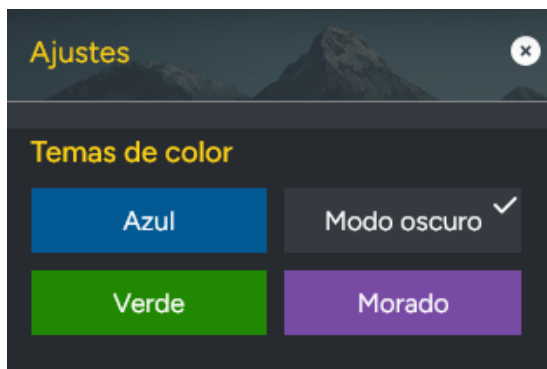 Ajustes
Temas de color
Azul
Modo oscuro
Verde
Morado